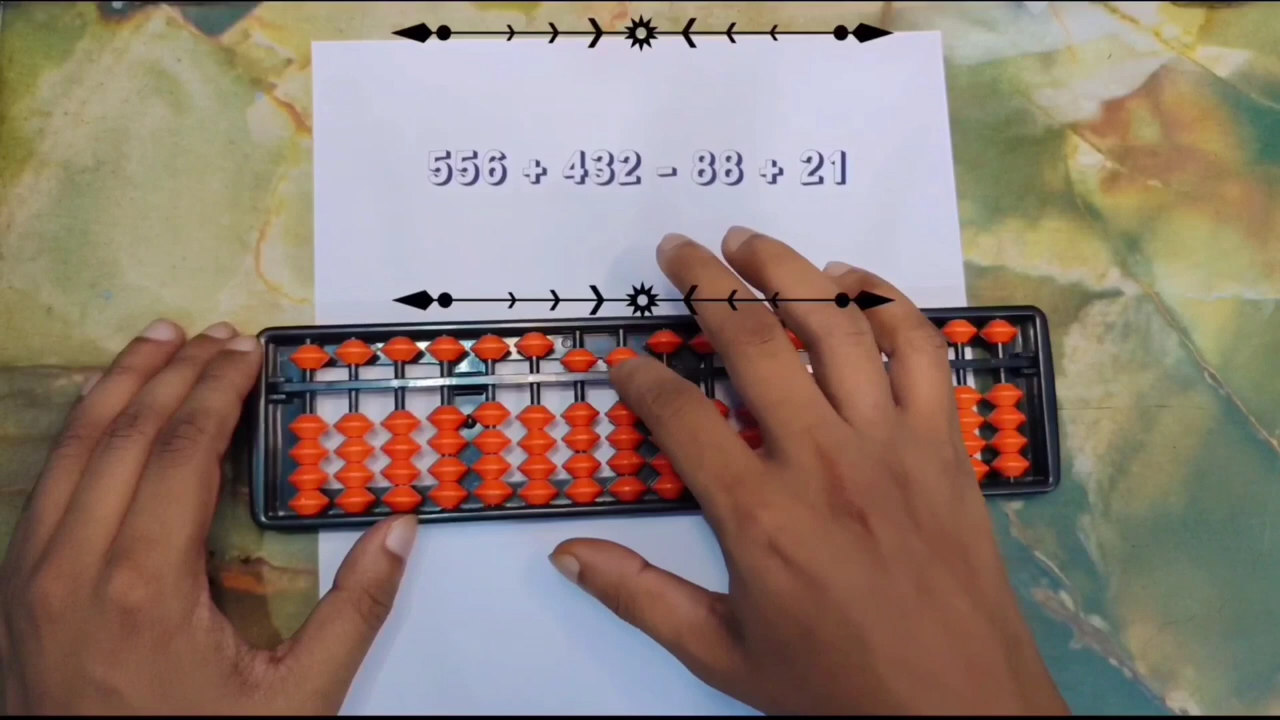 556 + 432 - 88 + 21